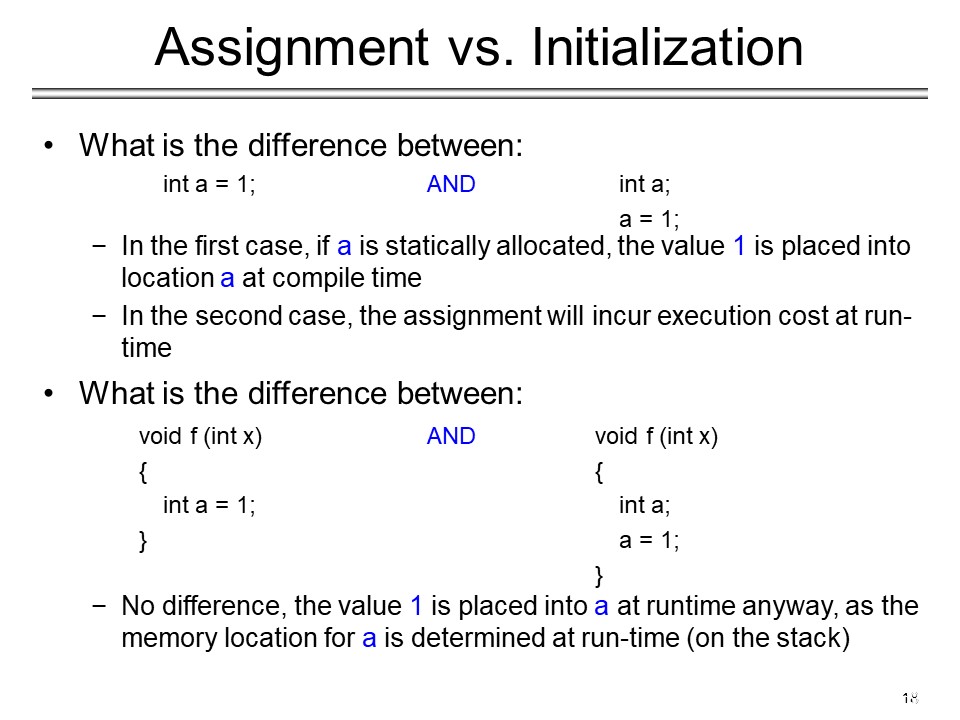 Assignment vs. Initialization
• What is the difference between:
int a = 1; AND int a;
a = 1;
– In the first case, if a is statically allocated, the value 1 is placed into
location a at compile time
– In the second case, the assignment will incur execution cost at run-
time
• What is the difference between:
void f (int x) AND void f (int x)
{ {
int a = 1; int a;
} a = 1;
}
– No difference, the value 1 is placed into a at runtime anyway, as the
memory location for a is determined at run-time (on the stack)
18